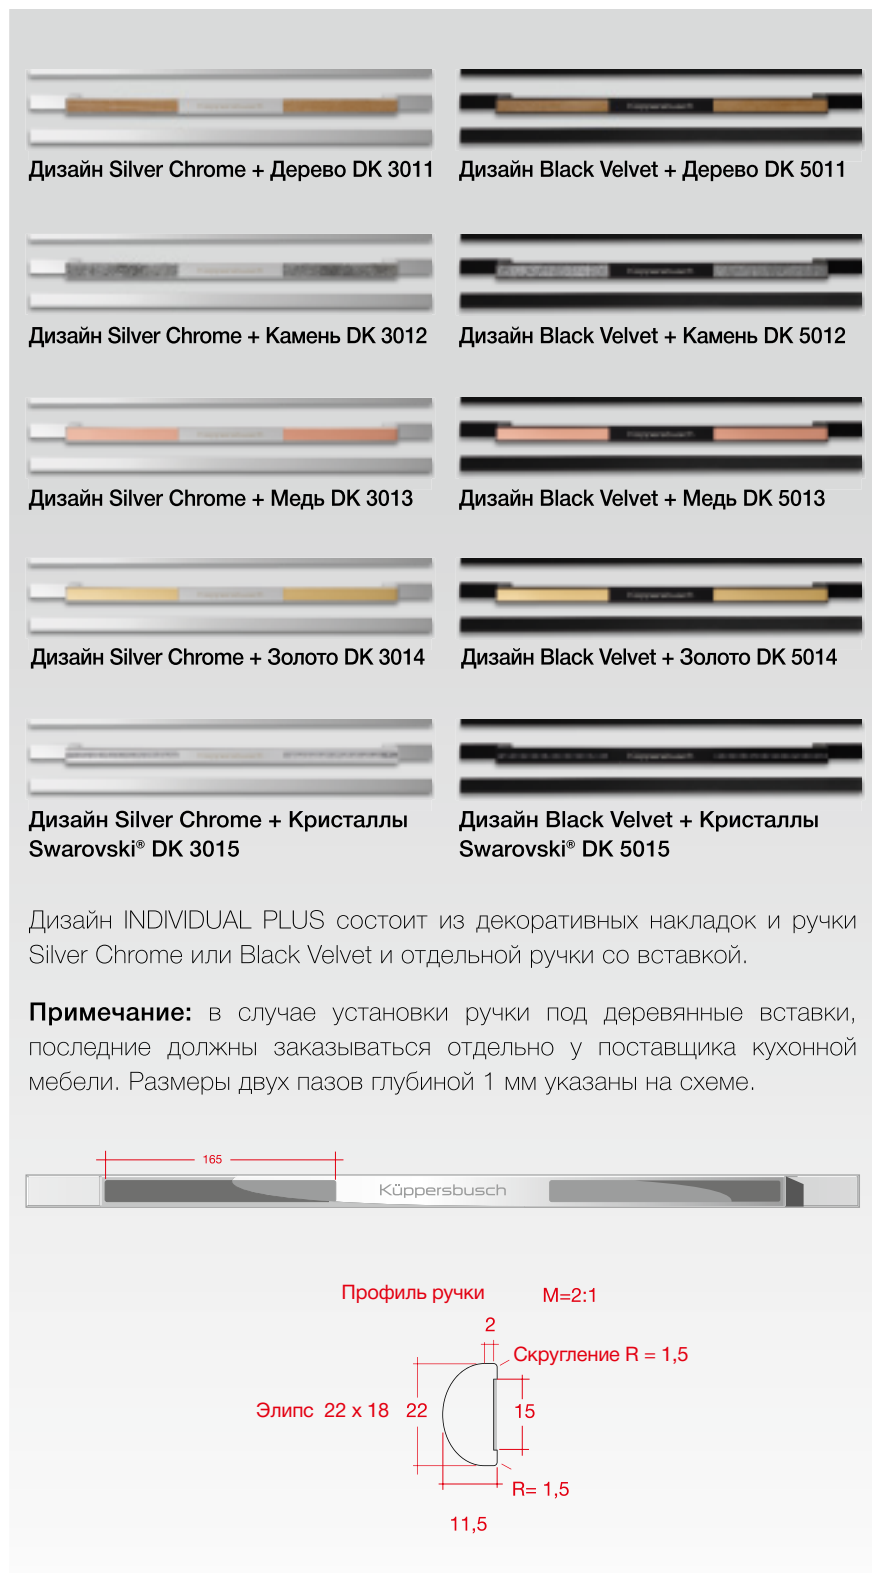 Дизайн Silver Chrome + Дерево DK 3011
Дизайн Black Velvet + Дерево DK 5011
Дизайн Silver Chrome + Камень DK 3012
Дизайн Black Velvet + Камень DK 5012
Дизайн Silver Chrome + Медь DK 3013
Дизайн Black Velvet + Медь DK 5013
Дизайн Silver Chrome + Золото DK 3014
Дизайн Black Velvet + Золото DK 5014
Дизайн Silver Chrome + Кристаллы
Swarovski® DK 3015
Дизайн Black Velvet + Кристаллы
Swarovski® DK 5015
Дизайн INDIVIDUAL PLUS состоит из декоративных накладок и ручки
Silver Chrome или Black Velvet и отдельной ручки со вставкой.
Примечание: в случае установки ручки под деревянные вставки,
последние должны заказываться отдельно у поставщика кухонной
мебели. Размеры двух пазов глубиной 1 мм указаны на схеме.
165
Küppersbusch
Профиль ручки M=2:1
2
Скругление R = 1,5
Элипс 22 x 18 22 15
R= 1,5
11,5